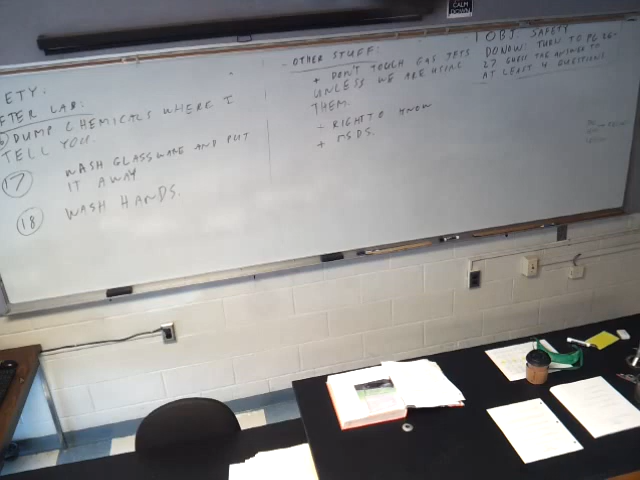 ETY:
FTER LAB:
DUMP CHEMICALS WHERE I
TELL YOU.
17 WASH GLASSWARE AND PUT
IT AWAY
18 WASH HANDS.
OTHER STUFF:
+ DON'T TOUCH GAS JETS
UNLESS WE ARE USING
THEM.
+ RIGHT TO KNOW
+ MSDS.
OBJ: SAFETY
DONOW: TURN TO PG 26-
27 GUESS THE ANSWER TO
AT LEAST 4 QUESTIONS.
CALM
DOWN